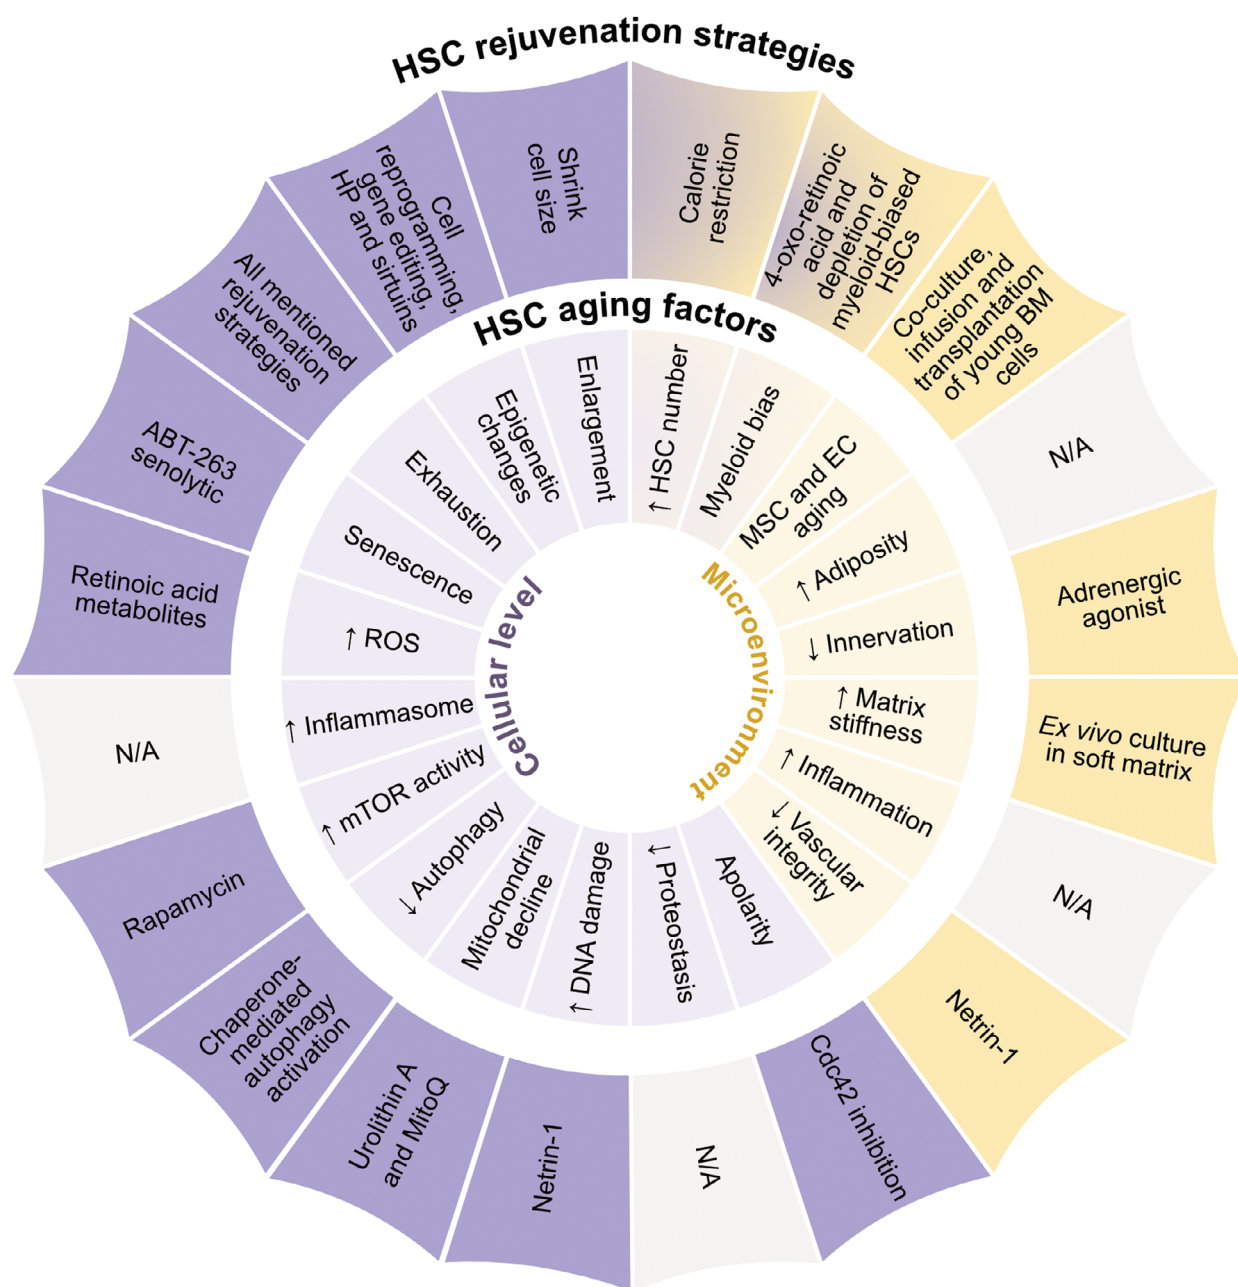 HSC rejuvenation strategies
Calorie
restriction
4-oxo-retinoic
acid and
depletion of
myeloid-biased
HSCs
Co-culture,
infusion and
transplantation
of young BM
cells
N/A
Adrenergic
agonist
Ex vivo culture
in soft matrix
N/A
Netrin-1
Cdc42 inhibition
N/A
Netrin-1
Urolithin A
and MitoQ
Chaperone-
mediated
autophagy
activation
Rapamycin
N/A
Retinoic acid
metabolites
ABT-263
senolytic
All mentioned
rejuvenation
strategies
Cell
reprogramming,
gene editing,
HP and sirtuins
Shrink
cell size
HSC aging factors
↑ HSC number
Myeloid bias
MSC and EC
aging
↑ Adiposity
↓ Innervation
↑ Matrix
stiffness
↑ Inflammation
↓ Vascular
integrity
Apolarity
↓ Proteostasis
↑ DNA damage
Mitochondrial
decline
↓ Autophagy
↑ mTOR activity
↑ Inflammasome
↑ ROS
Senescence
Exhaustion
Epigenetic
changes
Enlargement
Cellular level
Microenvironment